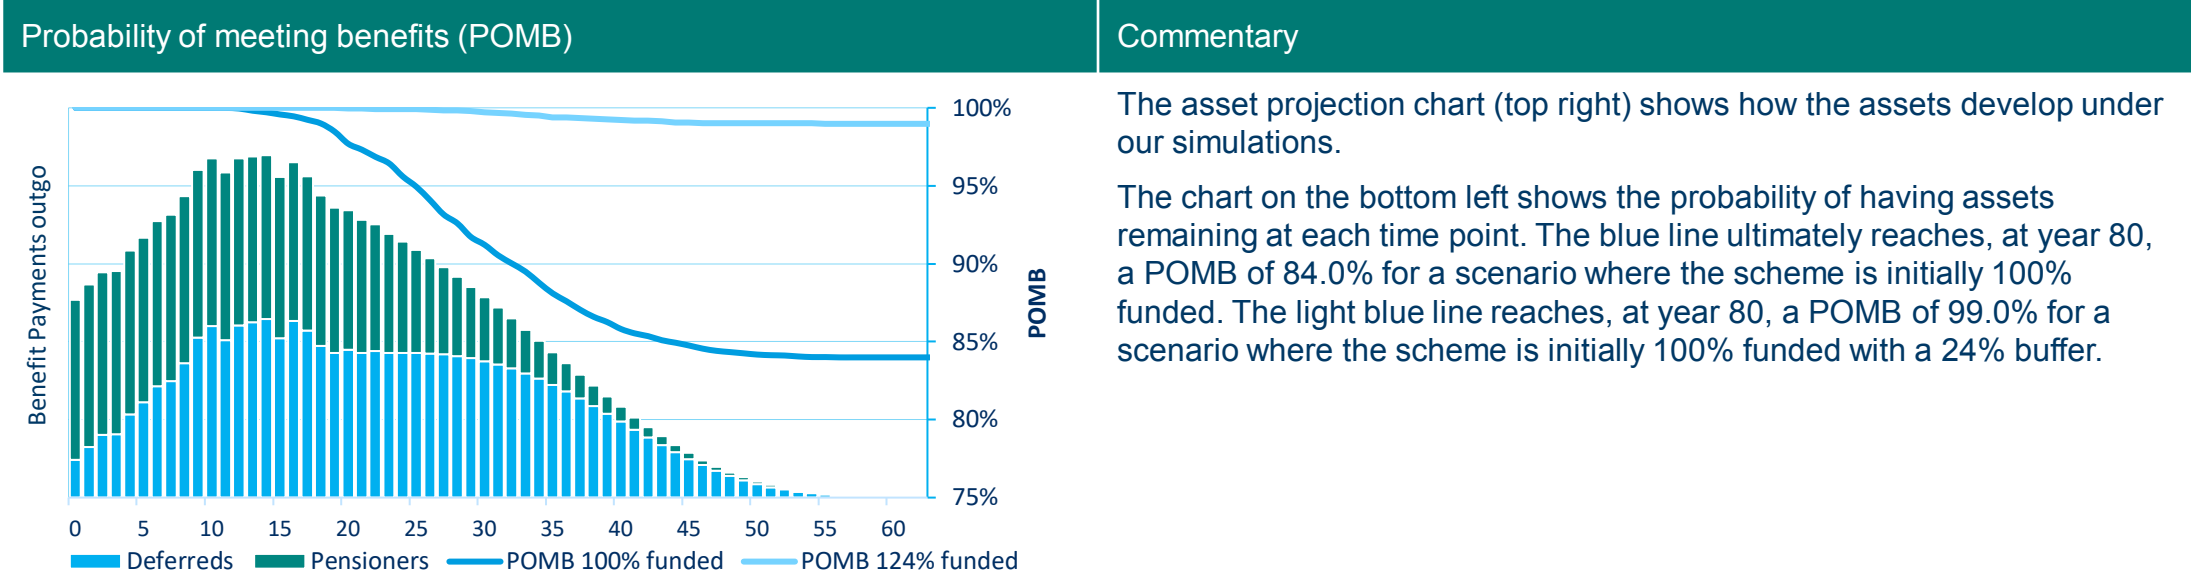 Probability of meeting benefits (POMB)
Commentary
Benefit Payments outgo
100%
95%
90%
85%
80%
75%
POMB
0 5 10 15 20 25 30 35 40 45 50 55 60
Deferreds Pensioners POMB 100% funded POMB 124% funded
The asset projection chart (top right) shows how the assets develop under
our simulations.
The chart on the bottom left shows the probability of having assets
remaining at each time point. The blue line ultimately reaches, at year 80,
a POMB of 84.0% for a scenario where the scheme is initially 100%
funded. The light blue line reaches, at year 80, a POMB of 99.0% for a
scenario where the scheme is initially 100% funded with a 24% buffer.